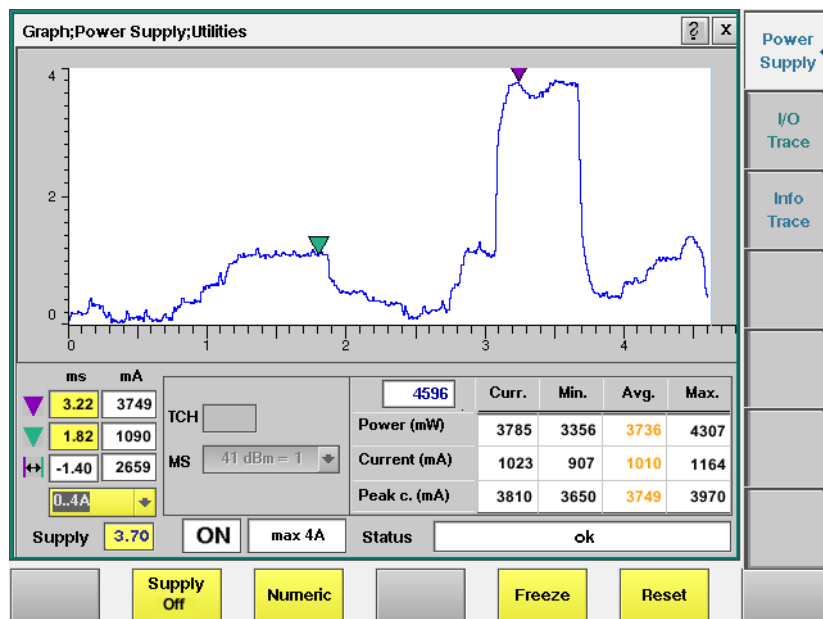 Graph;Power Supply;Utilities
? X
Power
Supply
I/O
Trace
Info
Trace
4
2
0
0 1 2 3 4
ms mA
3.22 3749
1.82 1090
-1.40 2659
0..4A
TCH
MS 41 dBm = 1
4596 Curr. Min. Avg. Max.
Power (mW) 3785 3356 3736 4307
Current (mA) 1023 907 1010 1164
Peak c. (mA) 3810 3650 3749 3970
Supply 3.70 ON max 4A Status ok
Supply
Off
Numeric
Freeze
Reset